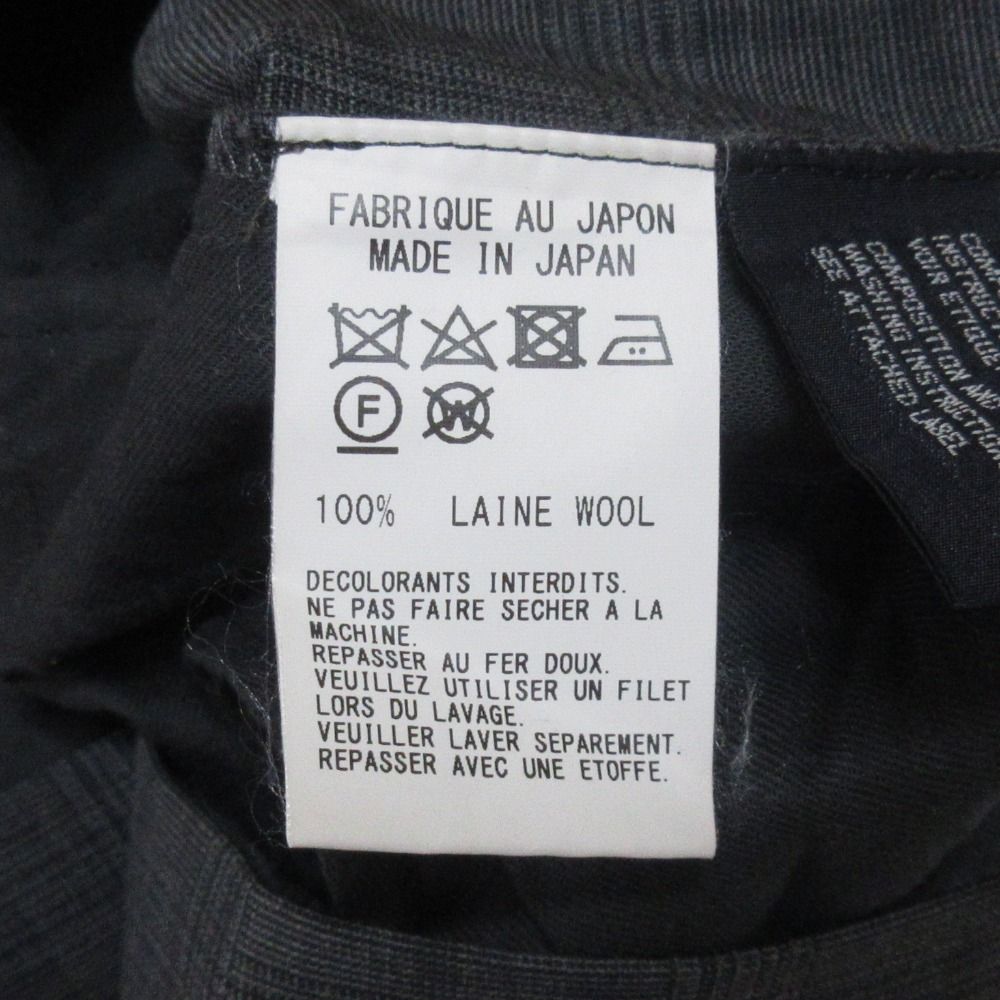 FABRIQUE AU JAPON
MADE IN JAPAN
F
W
100% LAINE WOOL
DECOLORANTS INTERDITS.
NE PAS FAIRE SECHER A LA
MACHINE.
REPASSER AU FER DOUX.
VEUILLEZ UTILISER UN FILET
LORS DU LAVAGE.
VEUILLER LAVER SEPAREMENT.
REPASSER AVEC UNE ETOFFE.
VOIR ETIQUE
COMPOSITION AND
WASHING INSTRUCTION
SEE ATTACHED LABEL